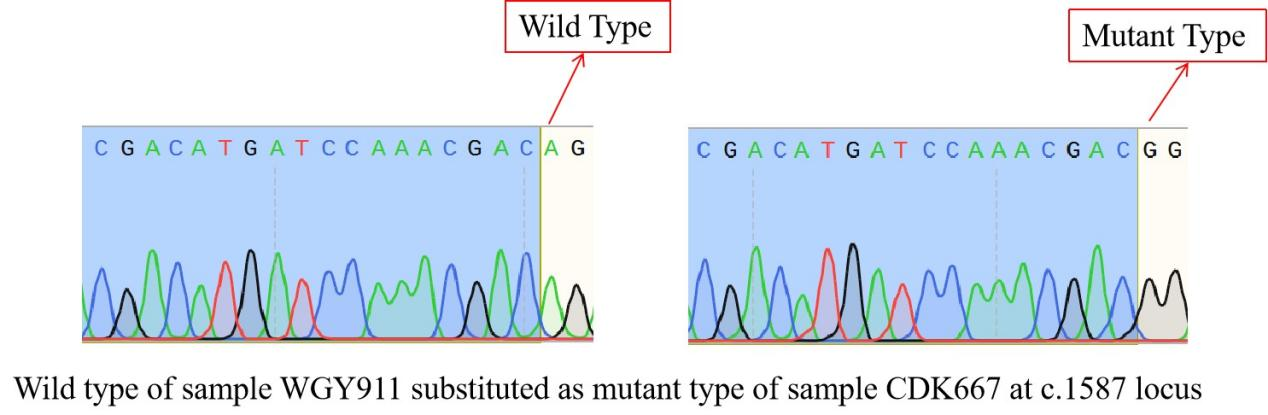 Wild Type
Mutant Type
C G A C A T G A T C C A A A C G A C A G
C G A C A T G A T C C A A A C G A C G G
Wild type of sample WGY911 substituted as mutant type of sample CDK667 at c.1587 locus